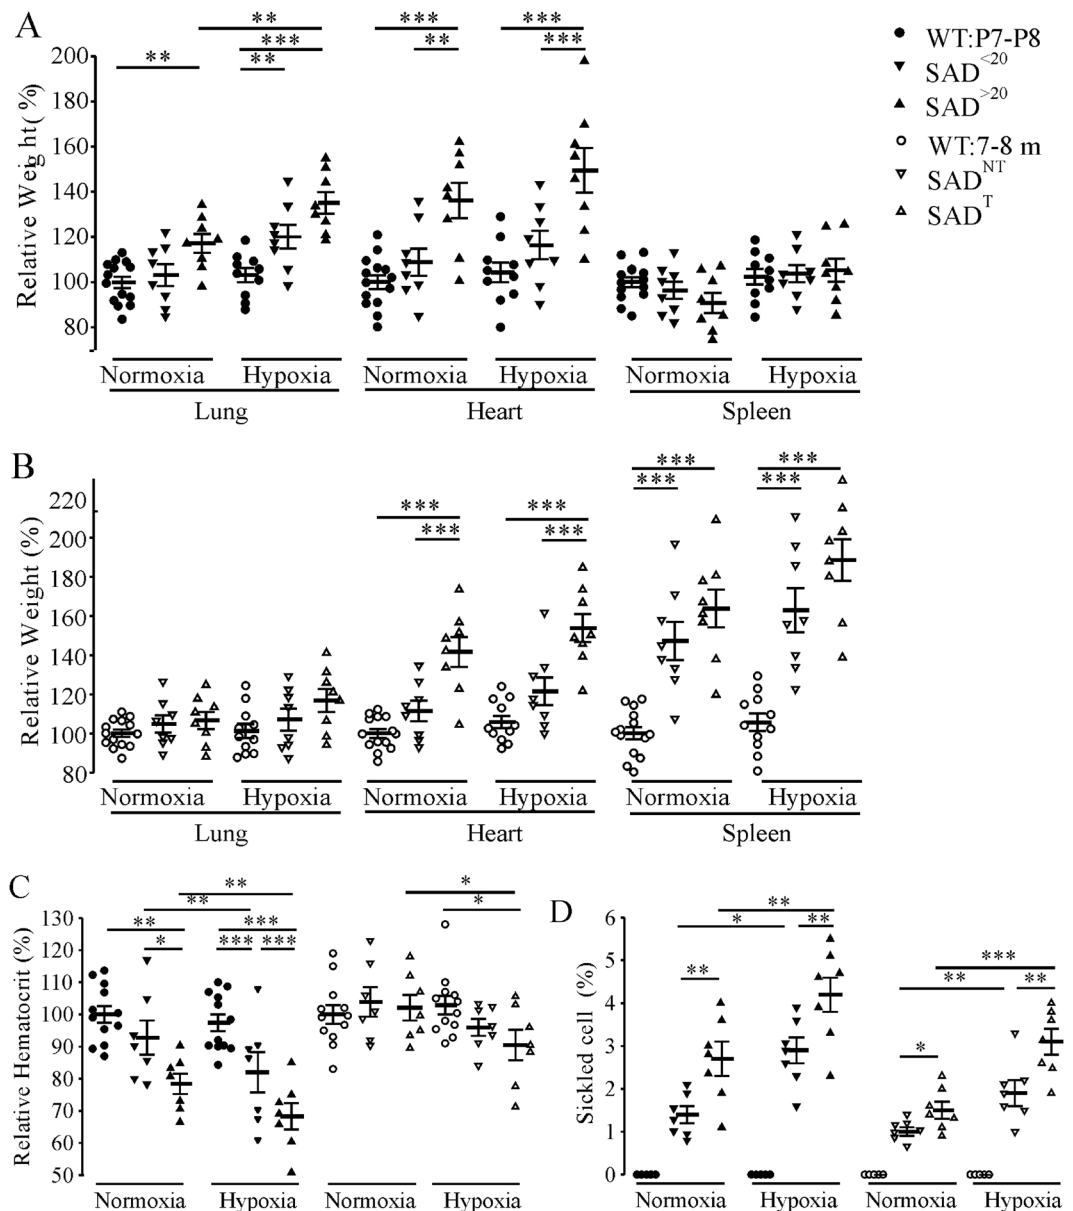 A
** ** *** ** *** ** *** ***
Relative Weight (%)
200
180
160
140
120
100
80
Normoxia Hypoxia Normoxia Hypoxia Normoxia Hypoxia
Lung Heart Spleen
WT:P7-P8
SAD<20
SAD>20
WT:7-8 m
SADNT
SADT
B
*** *** *** *** *** *** *** ***
Relative Weight (%)
220
200
180
160
140
120
100
80
Normoxia Hypoxia Normoxia Hypoxia Normoxia Hypoxia
Lung Heart Spleen
C
** ** ** * *** *** *** * *
Relative Hematocrit (%)
130
120
110
100
90
80
70
60
50
Normoxia Hypoxia Normoxia Hypoxia
D
** * ** ** *** ** ** *
Sickled cell (%)
6
5
4
3
2
1
0
Normoxia Hypoxia Normoxia Hypoxia